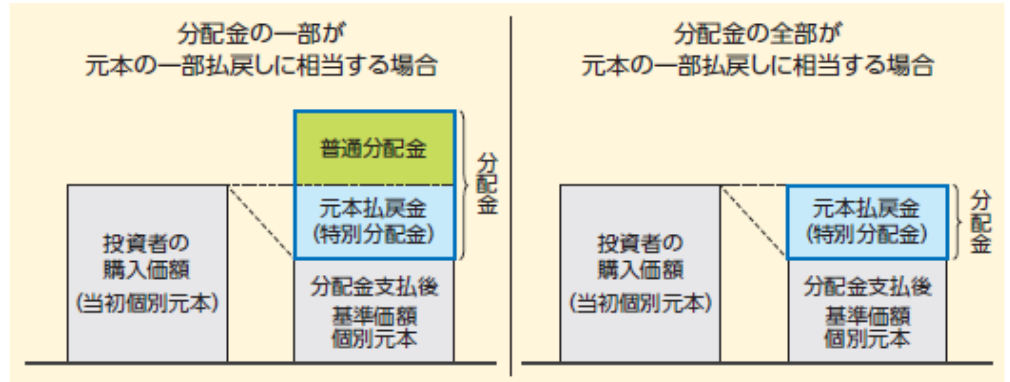 分配金の一部が
元本の一部払戻しに相当する場合
普通分配金
元本払戻金
(特別分配金)
分配金
投資者の
購入価額
(当初個別元本)
分配金支払後
基準価額
個別元本
分配金の全部が
元本の一部払戻しに相当する場合
元本払戻金
(特別分配金)
分配金
投資者の
購入価額
(当初個別元本)
分配金支払後
基準価額
個別元本